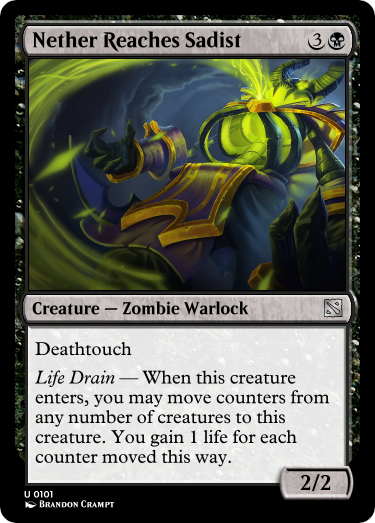 Nether Reaches Sadist 3
Creature — Zombie Warlock
Deathtouch
Life Drain — When this creature
enters, you may move counters from
any number of creatures to this
creature. You gain 1 life for each
counter moved this way.
2/2
U 0101
Brandon Crampt